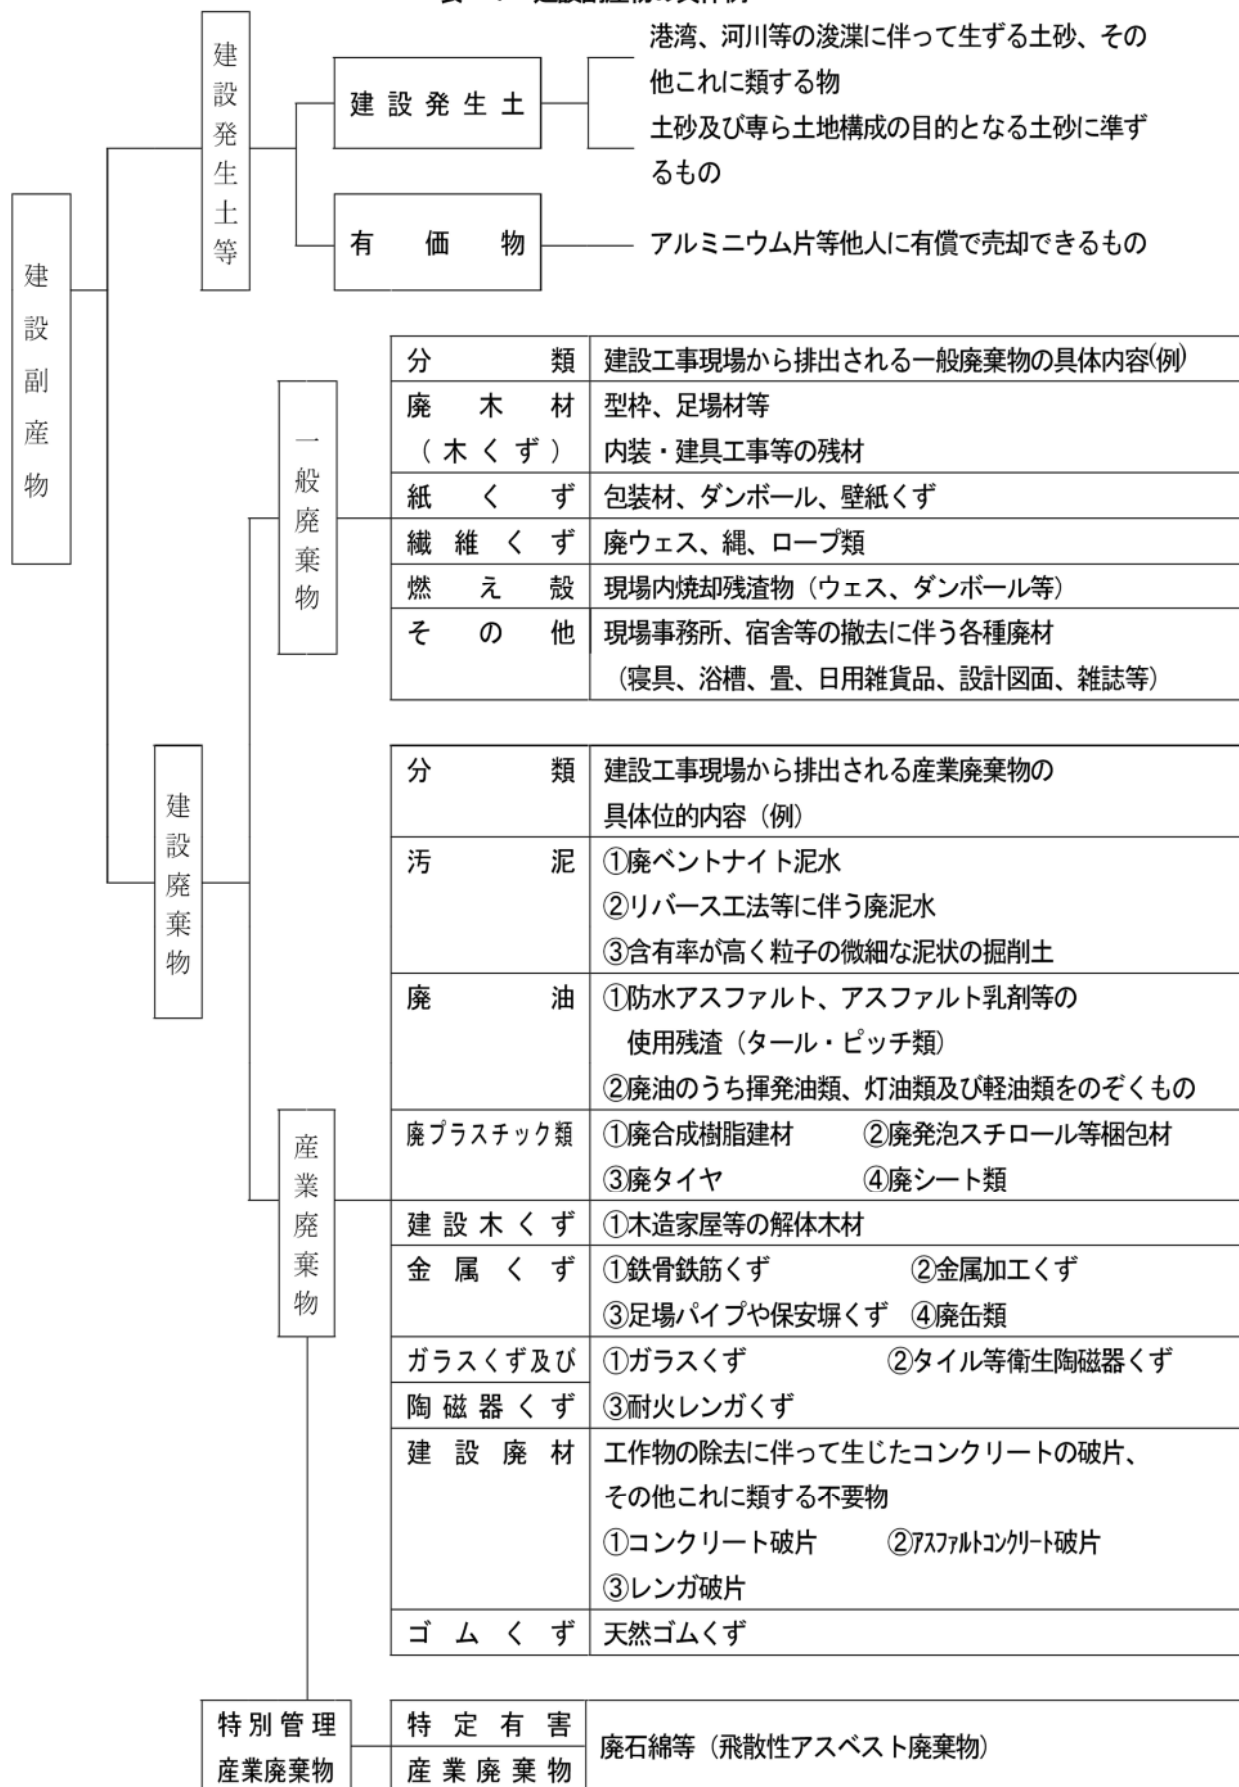 建設副産物
建設発生土等
建設発生土
港湾、河川等の浚渫に伴って生ずる土砂、その
他これに類する物
土砂及び専ら土地構成の目的となる土砂に準ず
るもの
有価物
アルミニウム片等他人に有償で売却できるもの
建設廃棄物
一般廃棄物
分類 建設工事現場から排出される一般廃棄物の具体内容(例)
廃木材 型枠、足場材等
（木くず） 内装・建具工事等の残材
紙くず 包装材、ダンボール、壁紙くず
繊維くず 廃ウェス、縄、ロープ類
燃え殻 現場内焼却残渣物（ウェス、ダンボール等）
その他 現場事務所、宿舎等の撤去に伴う各種廃材
（寝具、浴槽、畳、日用雑貨品、設計図面、雑誌等）
産業廃棄物
分類 建設工事現場から排出される産業廃棄物の
具体位的内容（例）
汚泥 ①廃ベントナイト泥水
②リバース工法等に伴う廃泥水
③含有率が高く粒子の微細な泥状の掘削土
廃油 ①防水アスファルト、アスファルト乳剤等の
使用残渣（タール・ピッチ類）
②廃油のうち揮発油類、灯油類及び軽油類をのぞくもの
廃プラスチック類 ①廃合成樹脂建材 ②廃発泡スチロール等梱包材
③廃タイヤ ④廃シート類
建設木くず ①木造家屋等の解体木材
金属くず ①鉄骨鉄筋くず ②金属加工くず
③足場パイプや保安塀くず ④廃缶類
ガラスくず及び ①ガラスくず ②タイル等衛生陶磁器くず
陶磁器くず ③耐火レンガくず
建設廃材 工作物の除去に伴って生じたコンクリートの破片、
その他これに類する不要物
①コンクリート破片 ②ｱｽﾌｧﾙﾄｺﾝｸﾘｰﾄ破片
③レンガ破片
ゴムくず 天然ゴムくず
特別管理
産業廃棄物
特定有害
産業廃棄物
廃石綿等（飛散性アスベスト廃棄物）